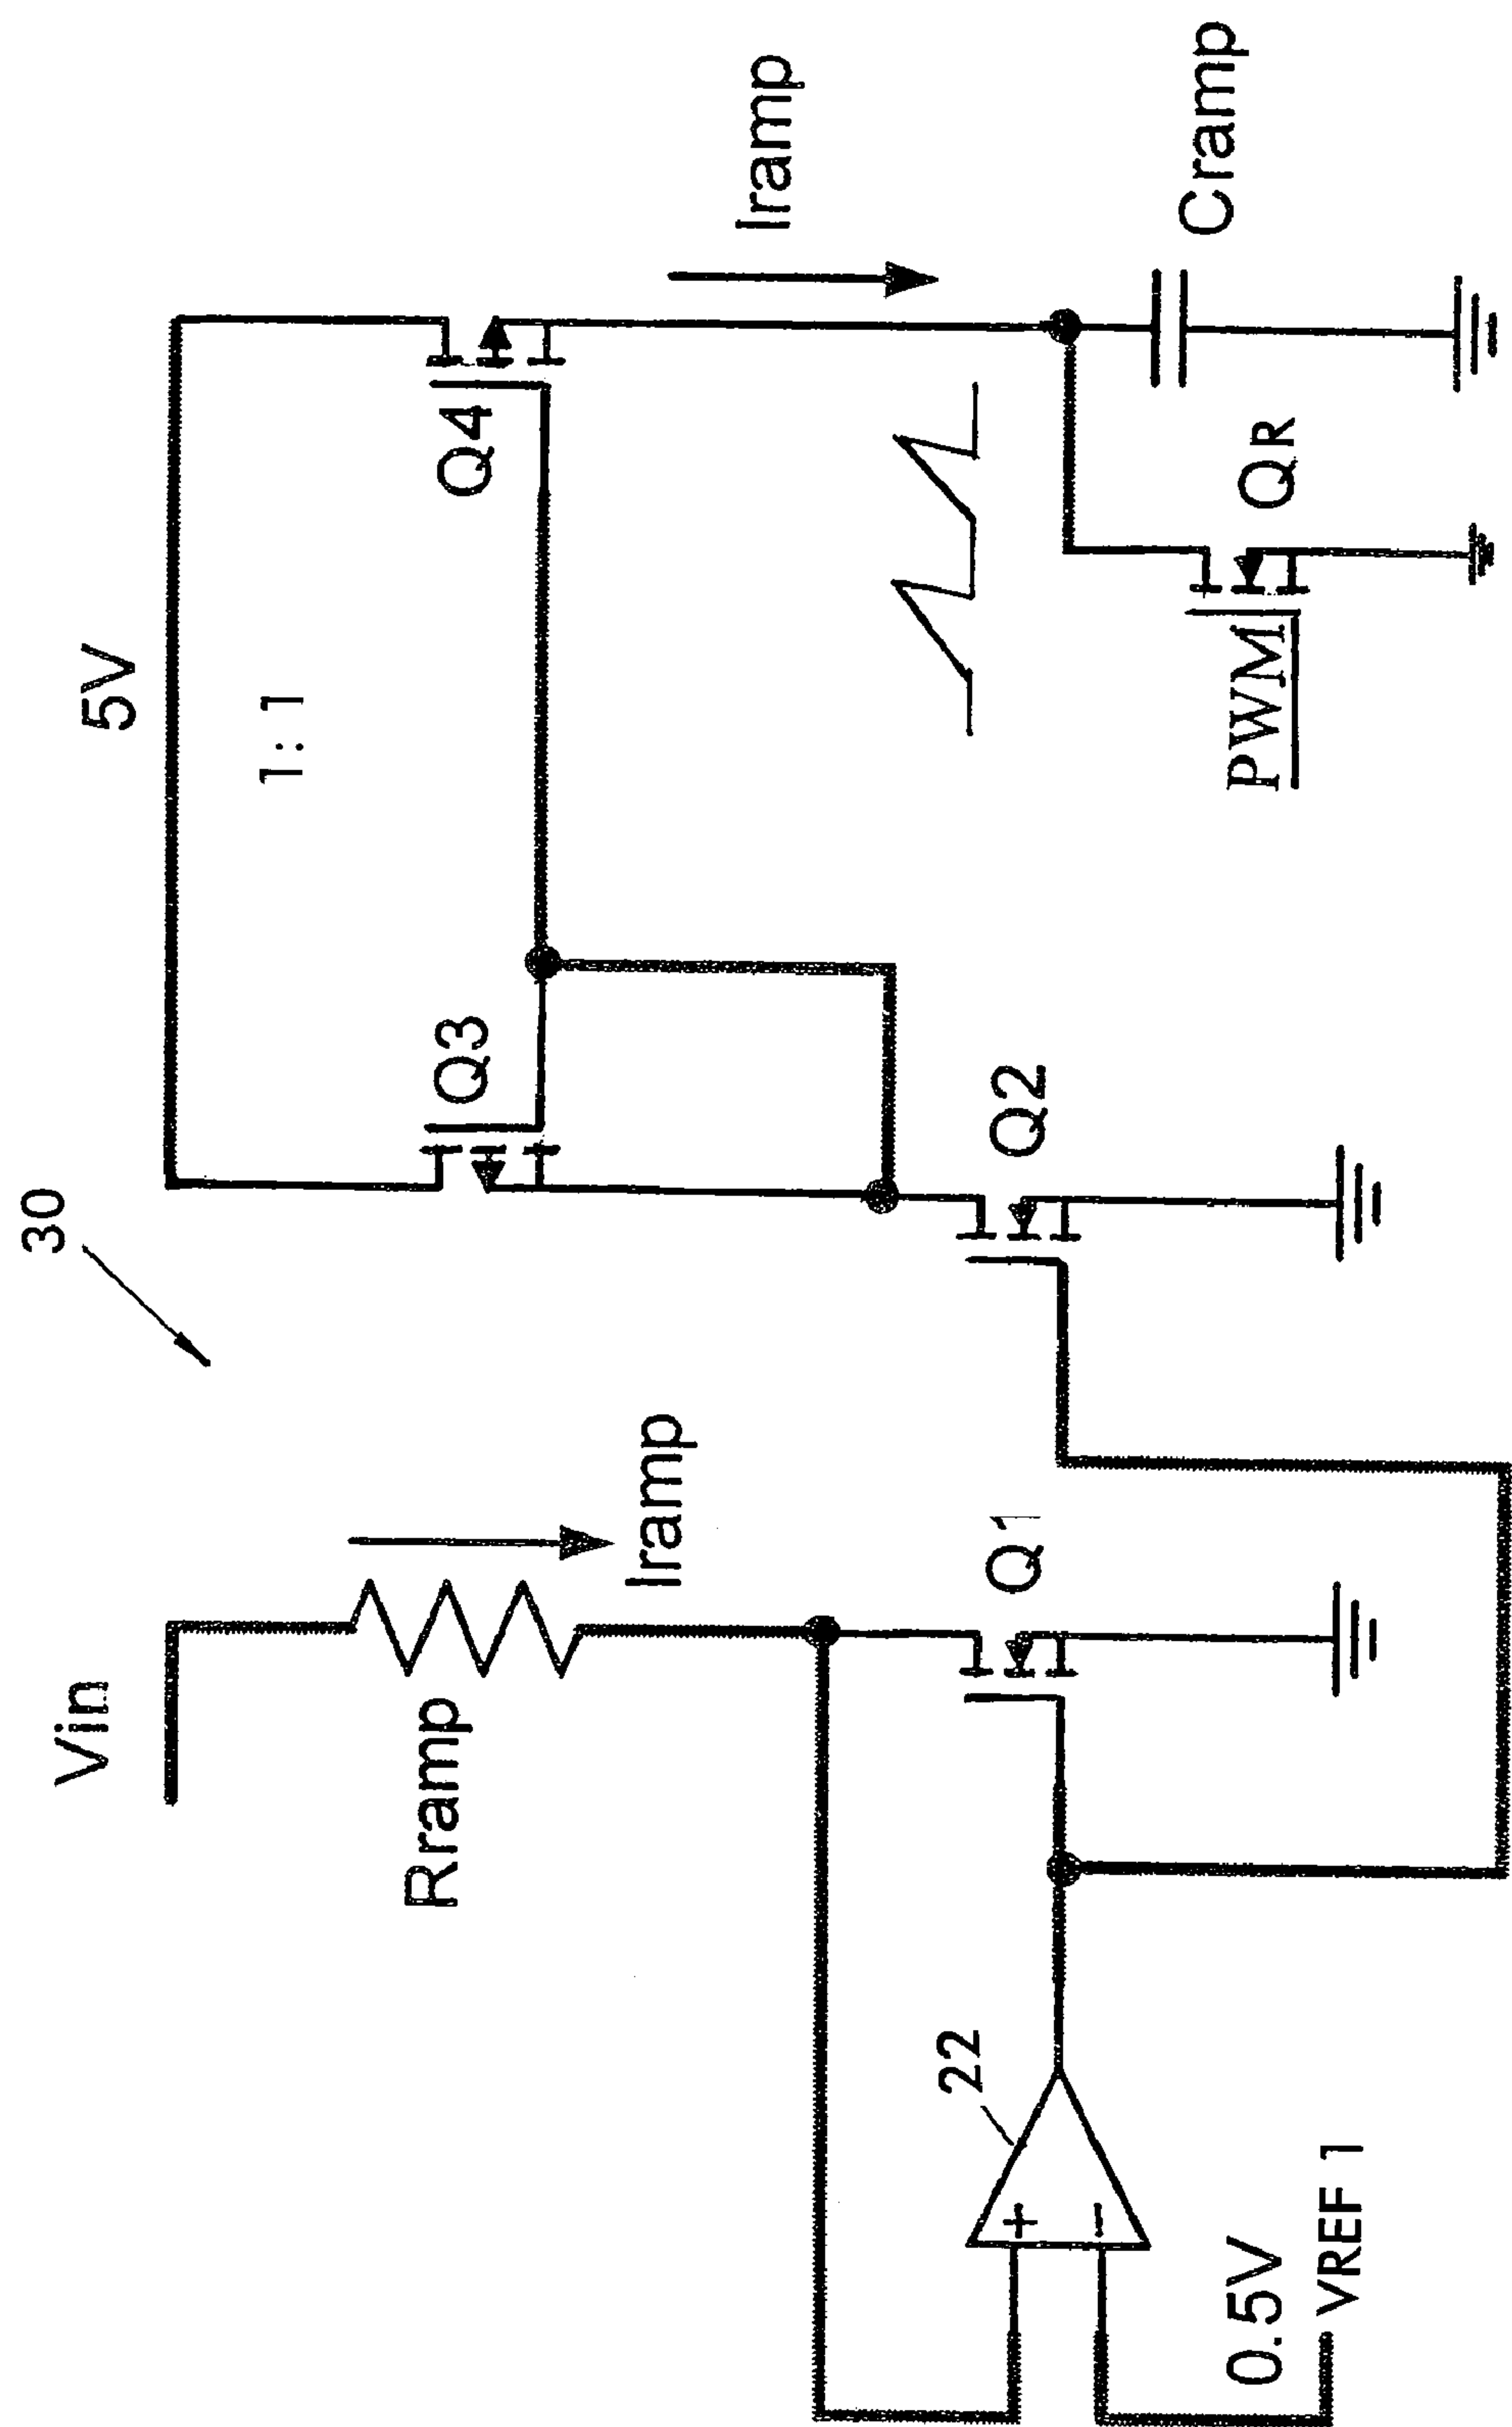 30
Vin
5V
1:1
Rramp
Q3
Q4
Iramp
Iramp
22
Q1
Q2
Cramp
0.5V
PWM
QR
VREF 1